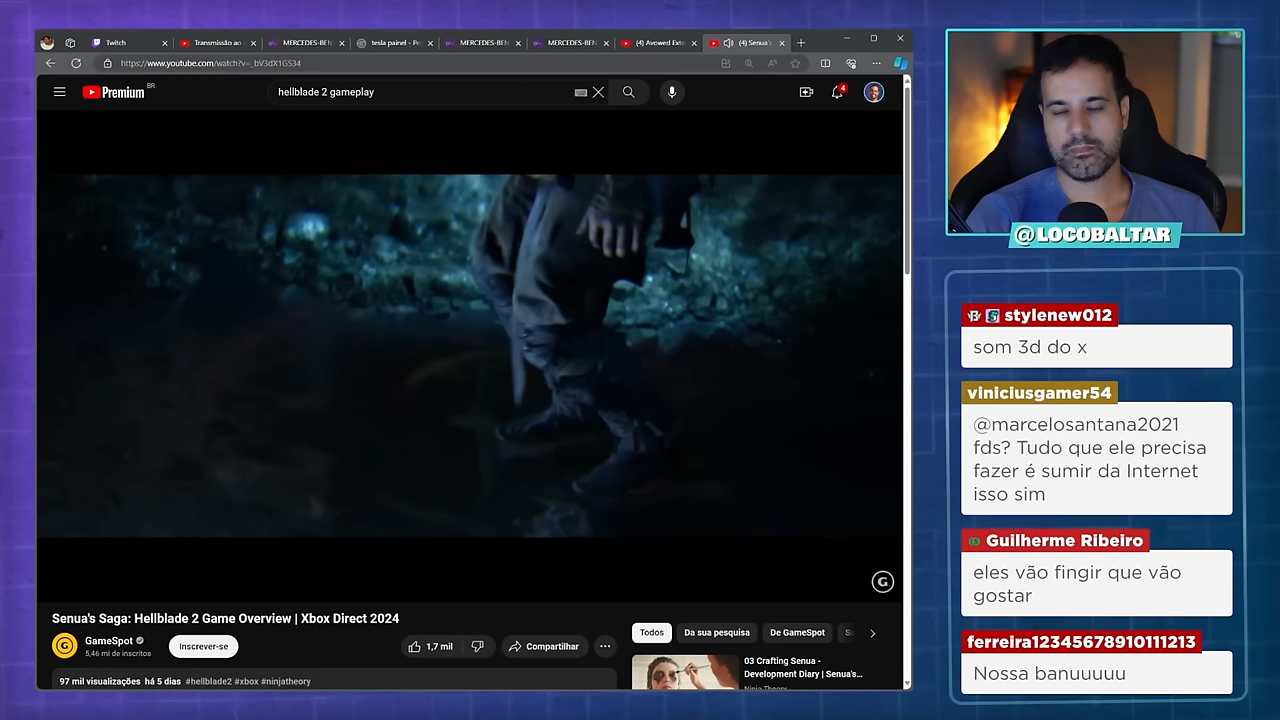 Twitch
Transmissão ao
MERCEDES-BEN
tesla painel - Pe
MERCEDES-BEN
MERCEDES-BEN
(4) Avowed Exte
(4) Senua's
https://www.youtube.com/watch?v=_bV3dX1G534
Premium BR
hellblade 2 gameplay
4
@LOCOBALTAR
stylenew012
som 3d do x
viniciusgamer54
@marcelosantana2021
fds? Tudo que ele precisa
fazer é sumir da Internet
isso sim
Guilherme Ribeiro
eles vão fingir que vão
gostar
ferreira12345678910111213
Nossa banuuuuu
G
Senua's Saga: Hellblade 2 Game Overview | Xbox Direct 2024
GameSpot
5,46 mi de inscritos
Inscrever-se
1,7 mil
Compartilhar
97 mil visualizações há 5 dias #hellblade2 #xbox #ninjatheory
Todos
Da sua pesquisa
De GameSpot
03 Crafting Senua -
Development Diary | Senua's...
Ninja Theory